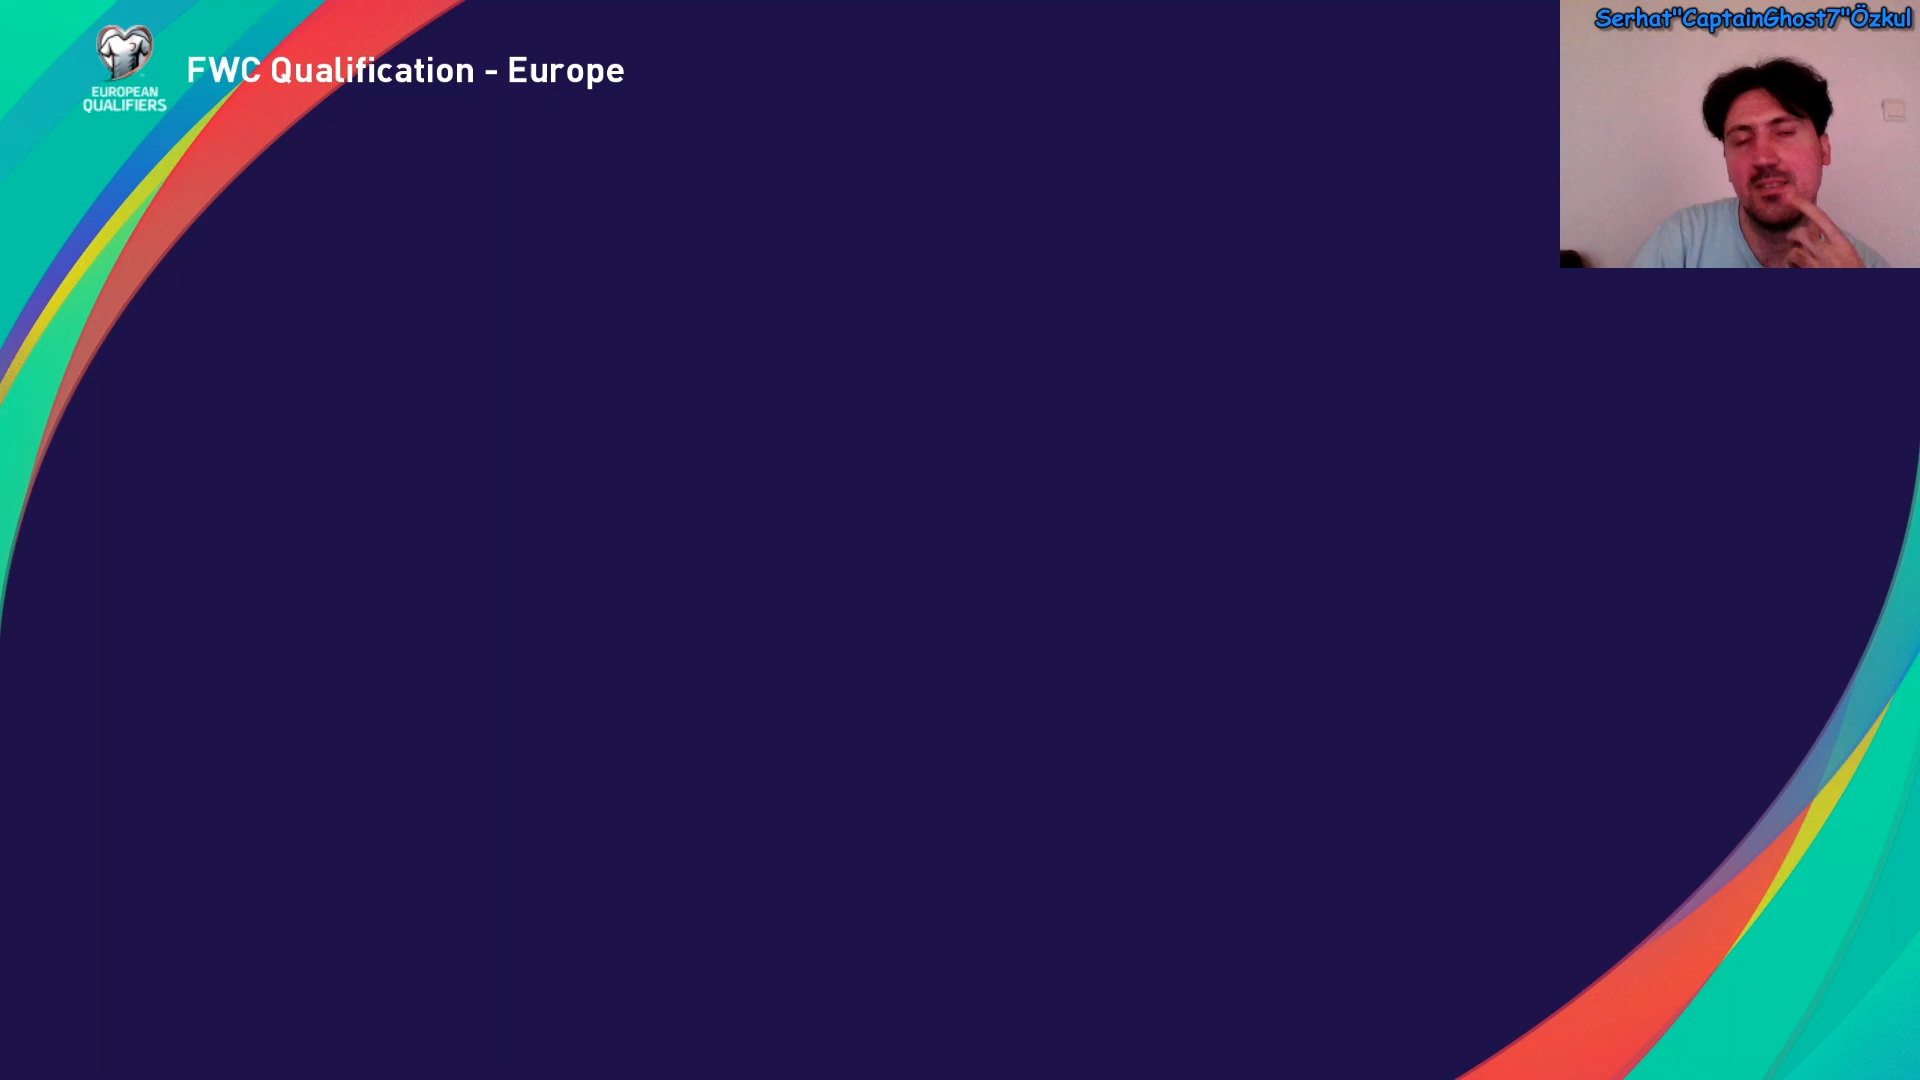 EUROPEAN
QUALIFIERS
FWC Qualification - Europe
Serhat"CaptainGhost7"Özkul